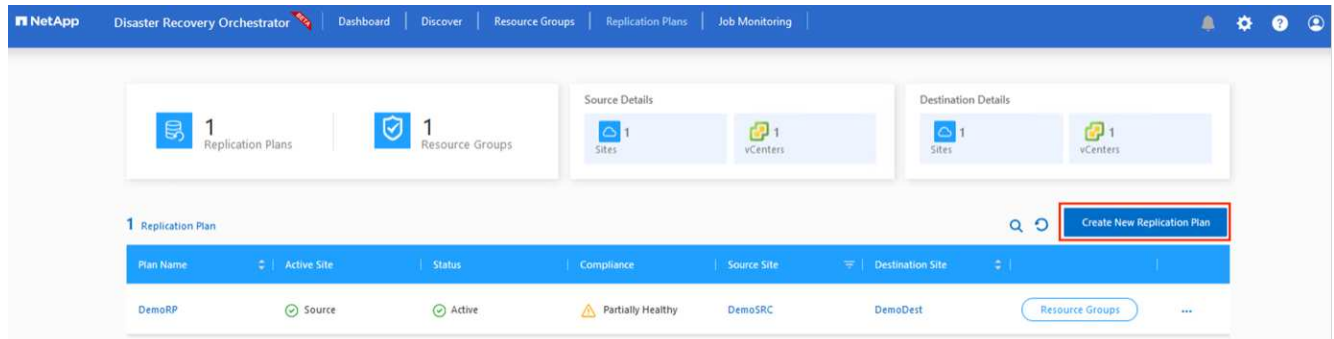 NetApp Disaster Recovery Orchestrator Beta Dashboard Discover Resource Groups Replication Plans Job Monitoring
Source Details Destination Details
1 Replication Plans 1 Resource Groups 1 Sites 1 vCenters 1 Sites 1 vCenters
1 Replication Plan Create New Replication Plan
Plan Name Active Site Status Compliance Source Site Destination Site
DemoRP Source Active Partially Healthy DemoSRC DemoDest Resource Groups ...